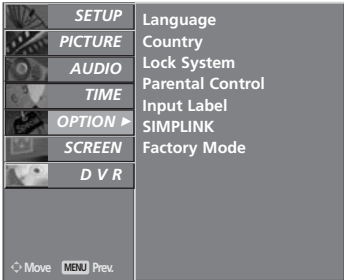 SETUP
PICTURE
AUDIO
TIME
OPTION ►
SCREEN
D V R
Language
Country
Lock System
Parental Control
Input Label
SIMPLINK
Factory Mode
Move MENU Prev.